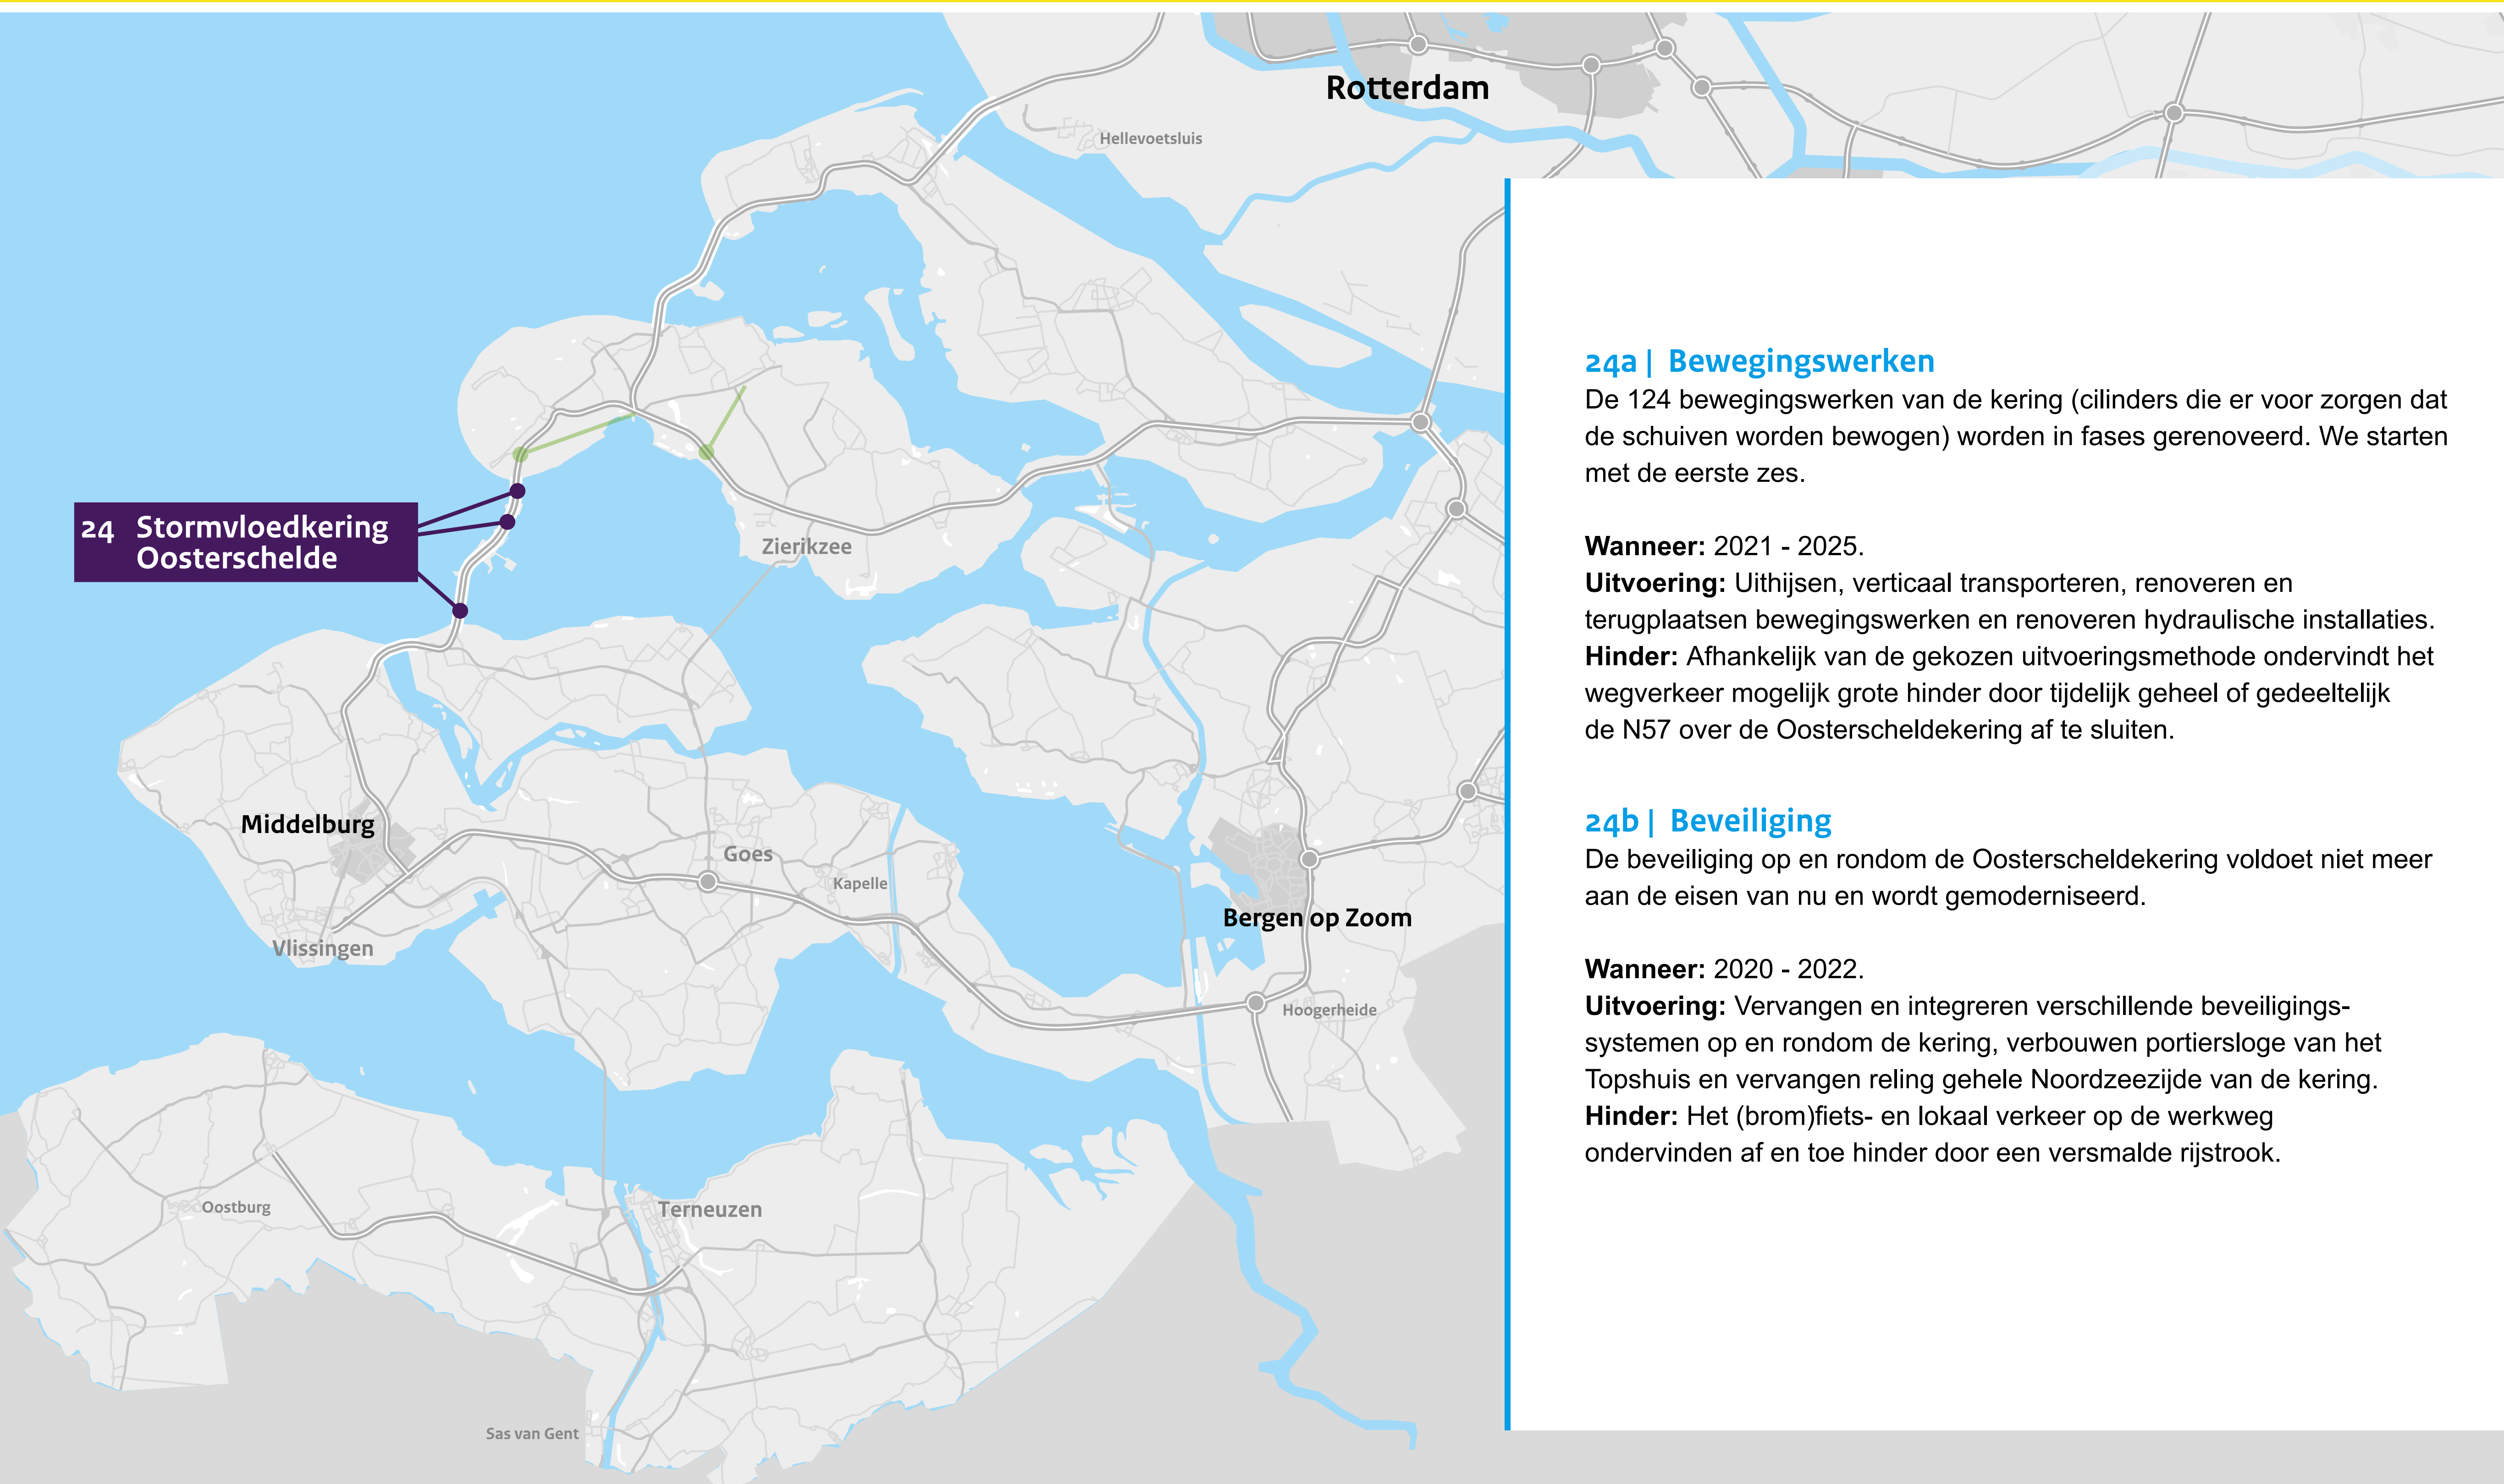 Rotterdam
Hellevoetsluis
24 Stormvloedkering
Oosterschelde
Zierikzee
Middelburg
Goes
Kapelle
Bergen op Zoom
Vlissingen
Hoogerheide
Oostburg
Terneuzen
Sas van Gent
24a | Bewegingswerken
De 124 bewegingswerken van de kering (cilinders die er voor zorgen dat
de schuiven worden bewogen) worden in fases gerenoveerd. We starten
met de eerste zes.
Wanneer: 2021 - 2025.
Uitvoering: Uithijsen, verticaal transporteren, renoveren en
terugplaatsen bewegingswerken en renoveren hydraulische installaties.
Hinder: Afhankelijk van de gekozen uitvoeringsmethode ondervindt het
wegverkeer mogelijk grote hinder door tijdelijk geheel of gedeeltelijk
de N57 over de Oosterscheldekering af te sluiten.
24b | Beveiliging
De beveiliging op en rondom de Oosterscheldekering voldoet niet meer
aan de eisen van nu en wordt gemoderniseerd.
Wanneer: 2020 - 2022.
Uitvoering: Vervangen en integreren verschillende beveiligings-
systemen op en rondom de kering, verbouwen portiersloge van het
Topshuis en vervangen reling gehele Noordzeezijde van de kering.
Hinder: Het (brom)fiets- en lokaal verkeer op de werkweg
ondervinden af en toe hinder door een versmalde rijstrook.